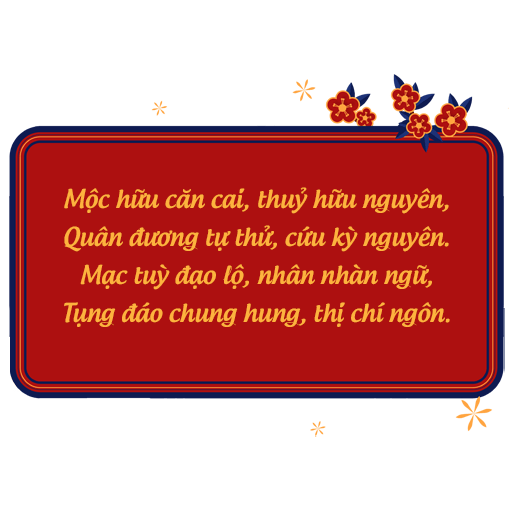 Mộc hữu căn cai, thuỷ hữu nguyên,
Quân đương tự thử, cứu kỳ nguyên.
Mạc tuỳ đạo lộ, nhân nhàn ngữ,
Tụng đáo chung hung, thị chí ngôn.